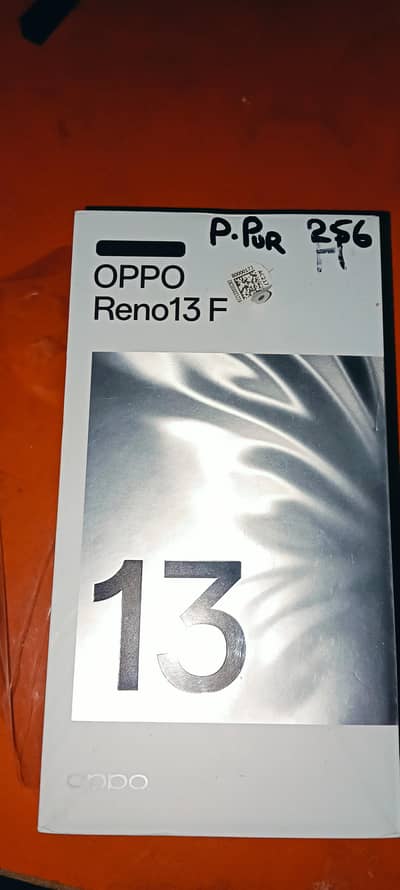 P.PUR 256
H
OPPO
Reno13 F
13
oppo